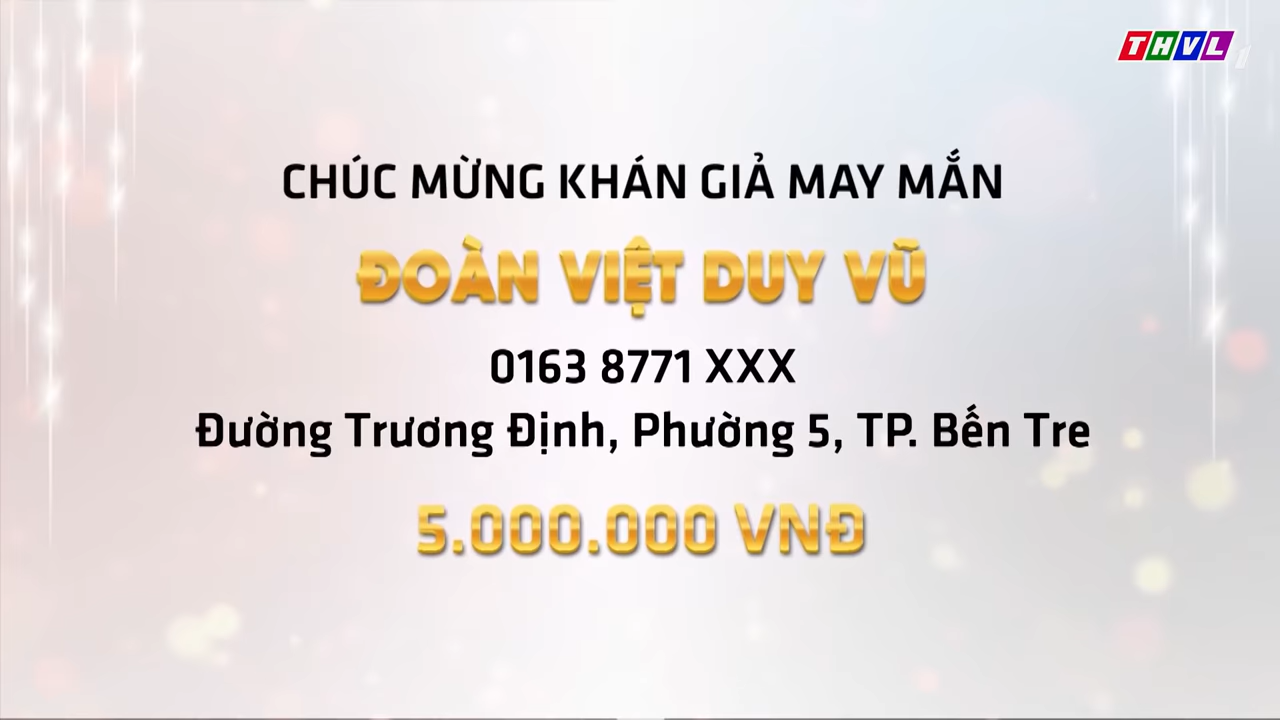 THVL1
CHÚC MỪNG KHÁN GIẢ MAY MẮN
ĐOÀN VIỆT DUY VŨ
0163 8771 XXX
Đường Trương Định, Phường 5, TP. Bến Tre
5.000.000 VNĐ